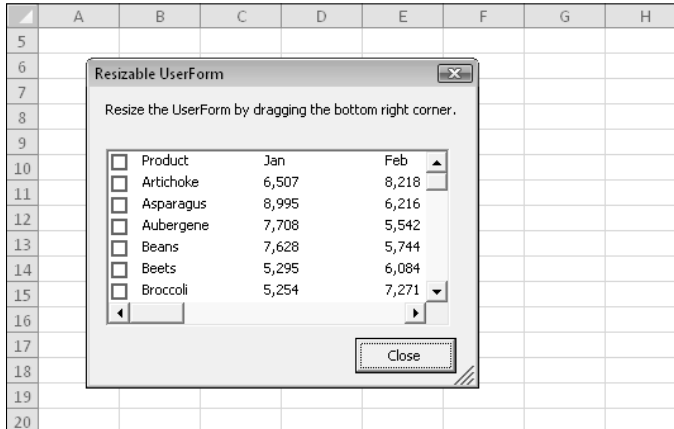 A B C D E F G H
5
6
Resizable UserForm
7
Resize the UserForm by dragging the bottom right corner.
8
9
10
Product Jan Feb
Artichoke 6,507 8,218
11
Asparagus 8,995 6,216
12
Aubergene 7,708 5,542
13
Beans 7,628 5,744
14
Beets 5,295 6,084
15
Broccoli 5,254 7,271
16
17
Close
18
19
20